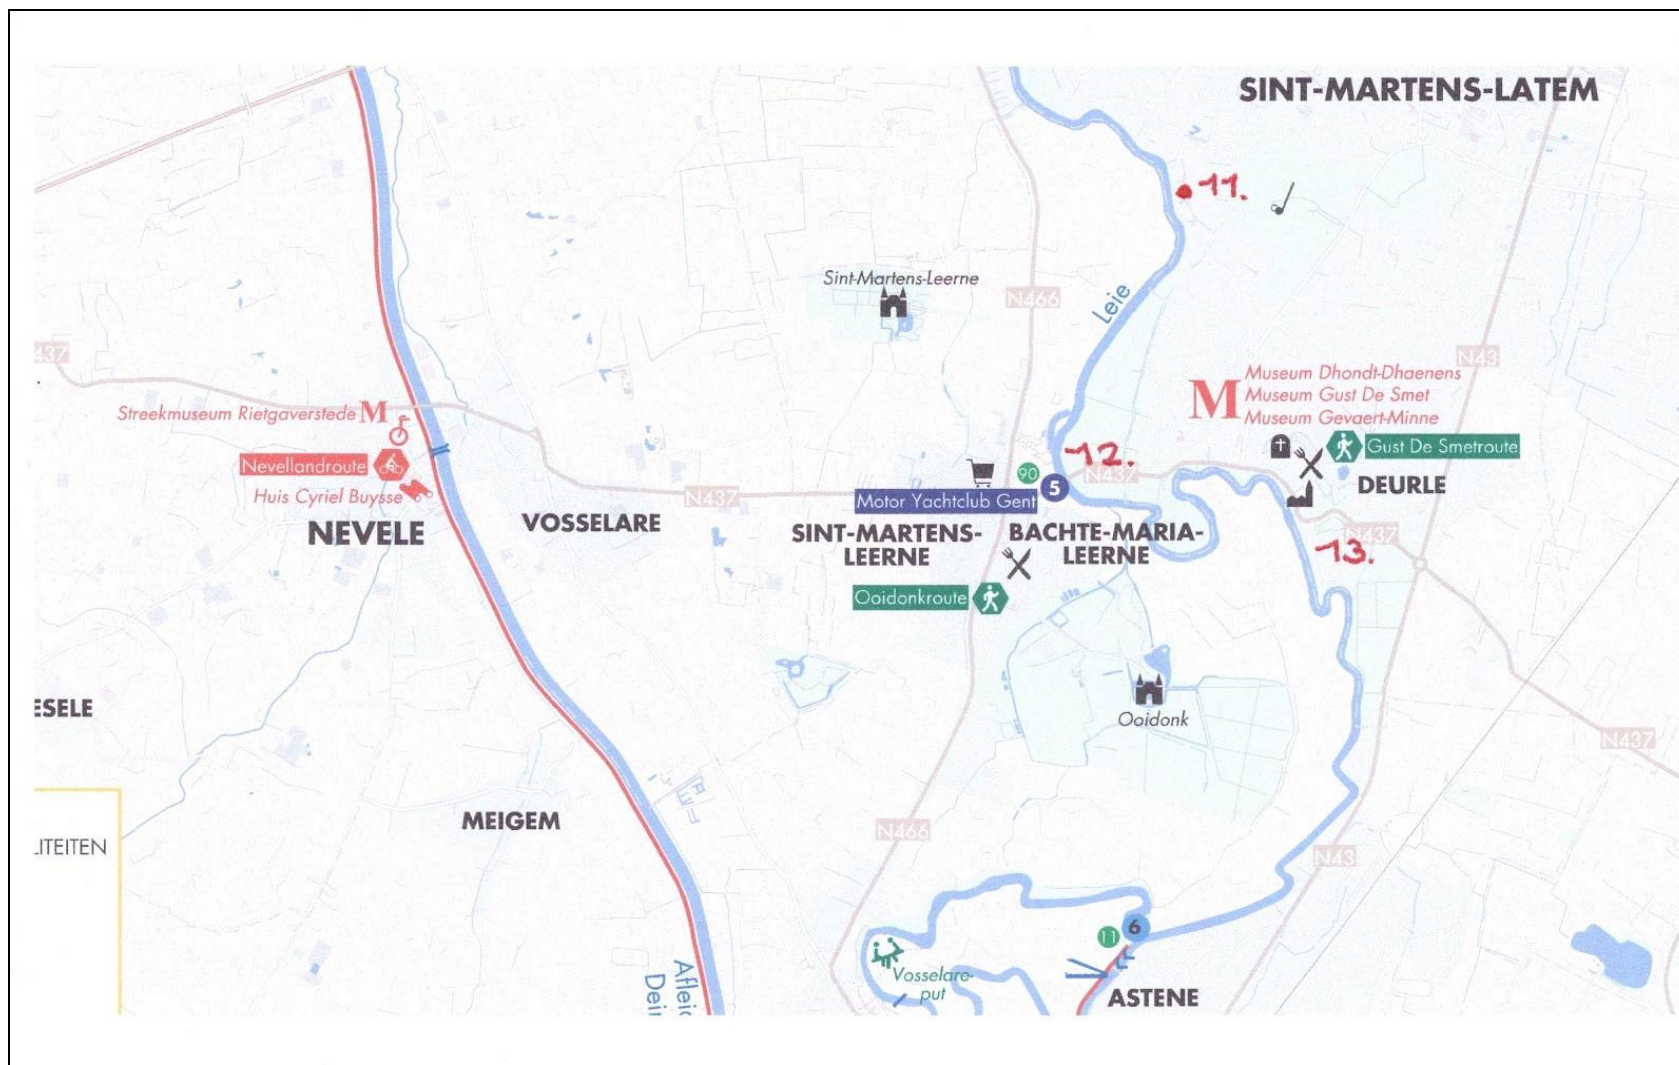 SINT-MARTENS-LATEM
11.
Sint-Martens-Leerne
N466
Leie
N43
Museum Dhondt-Dhaenens
M Museum Gust De Smet
Museum Gevaert-Minne
437
Streekmuseum Rietgaverstede M
12.
Gust De Smetroute
Nevellandroute
90
N437
5
DEURLE
Huis Cyriel Buysse
N437
Motor Yachtclub Gent
NEVELE
VOSSELARE
SINT-MARTENS-
LEERNE
BACHTE-MARIA-
LEERNE
N437
13.
Ooidonkroute
ESELE
Ooidonk
N437
MEIGEM
N466
LITEITEN
N43
6
11
Vosselare-
put
ASTENE
Aflei
Dei